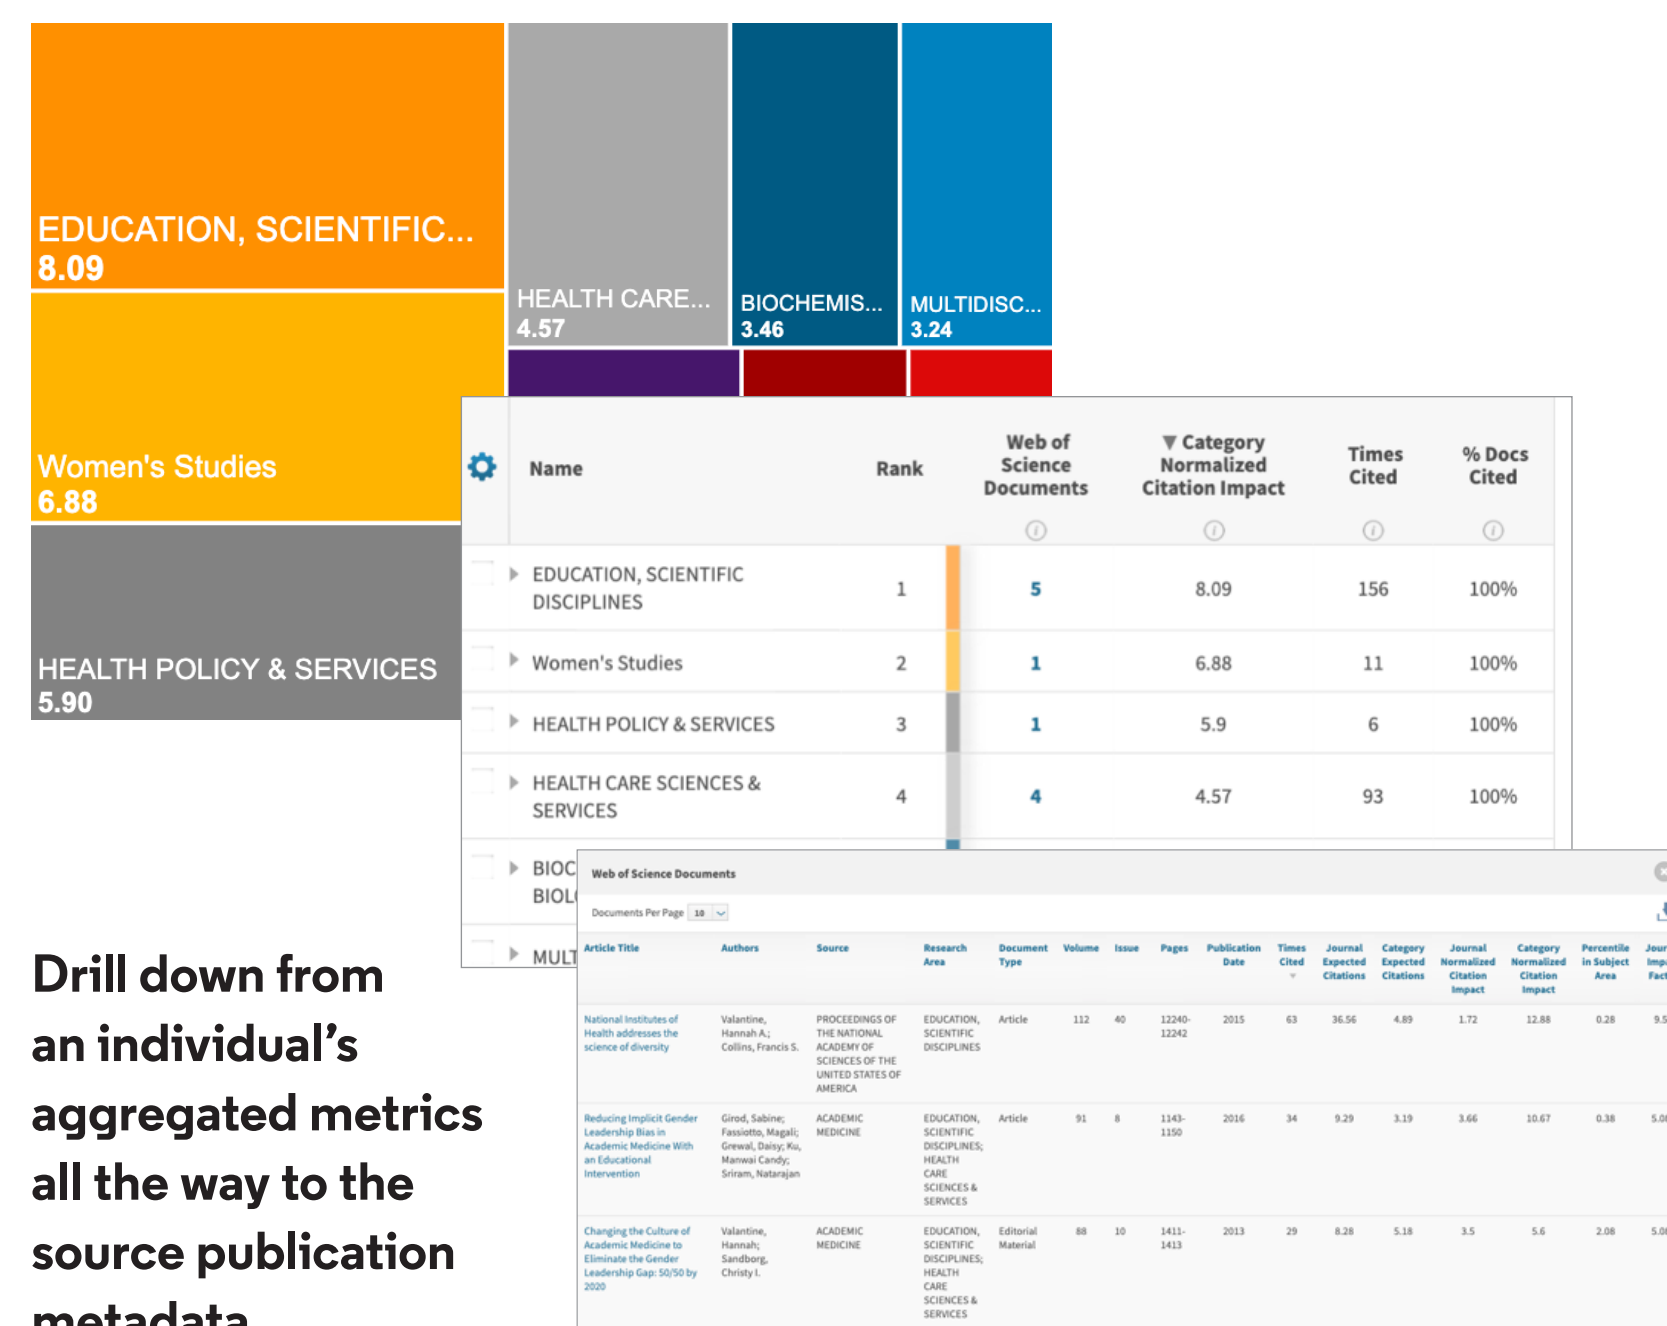 EDUCATION, SCIENTIFIC...
8.09
HEALTH CARE...
4.57
BIOCHEMIS...
3.46
MULTIDISC...
3.24
Women's Studies
6.88
HEALTH POLICY & SERVICES
5.90
Name Rank Web of Science Documents ▼ Category Normalized Citation Impact Times Cited % Docs Cited
EDUCATION, SCIENTIFIC
DISCIPLINES 1 5 8.09 156 100%
Women's Studies 2 1 6.88 11 100%
HEALTH POLICY & SERVICES 3 1 5.9 6 100%
HEALTH CARE SCIENCES &
SERVICES 4 4 4.57 93 100%
BIOC
BIOL
MULT
Web of Science Documents
Documents Per Page 10
Article Title Authors Source Research Area Document Type Volume Issue Pages Publication Date Times Cited Journal Expected Citations Category Expected Citations Journal Normalized Citation Impact Category Normalized Citation Impact Percentile in Subject Area
National Institutes of Valantine, PROCEEDINGS OF EDUCATION, Article 112 40 12240- 2015 63 36.56 4.89 1.72 12.88 0.28 9.5
Health addresses the Hannah A.; THE NATIONAL SCIENTIFIC 12242
science of diversity Collins, Francis S. ACADEMY OF DISCIPLINES
SCIENCES OF THE
UNITED STATES OF
AMERICA
Reducing Implicit Gender Girod, Sabine; ACADEMIC EDUCATION, Article 91 8 1143- 2016 34 9.29 3.19 3.66 10.67 0.38 5.0
Leadership Bias in Fassiotto, Magali; MEDICINE SCIENTIFIC 1150
Academic Medicine With Grewal, Daisy; Ku, DISCIPLINES;
an Educational Manwai Candy; HEALTH
Intervention Sriram, Natarajan CARE
SCIENCES &
SERVICES
Changing the Culture of Valantine, ACADEMIC EDUCATION, Editorial 88 10 1411- 2013 29 8.28 5.18 3.5 5.6 2.08 5.0
Academic Medicine to Hannah; MEDICINE SCIENTIFIC Material 1413
Eliminate the Gender Sandborg, DISCIPLINES;
Leadership Gap: 50/50 by Christy I. HEALTH
2020 CARE
SCIENCES &
SERVICES
Drill down from
an individual’s
aggregated metrics
all the way to the
source publication
metadata